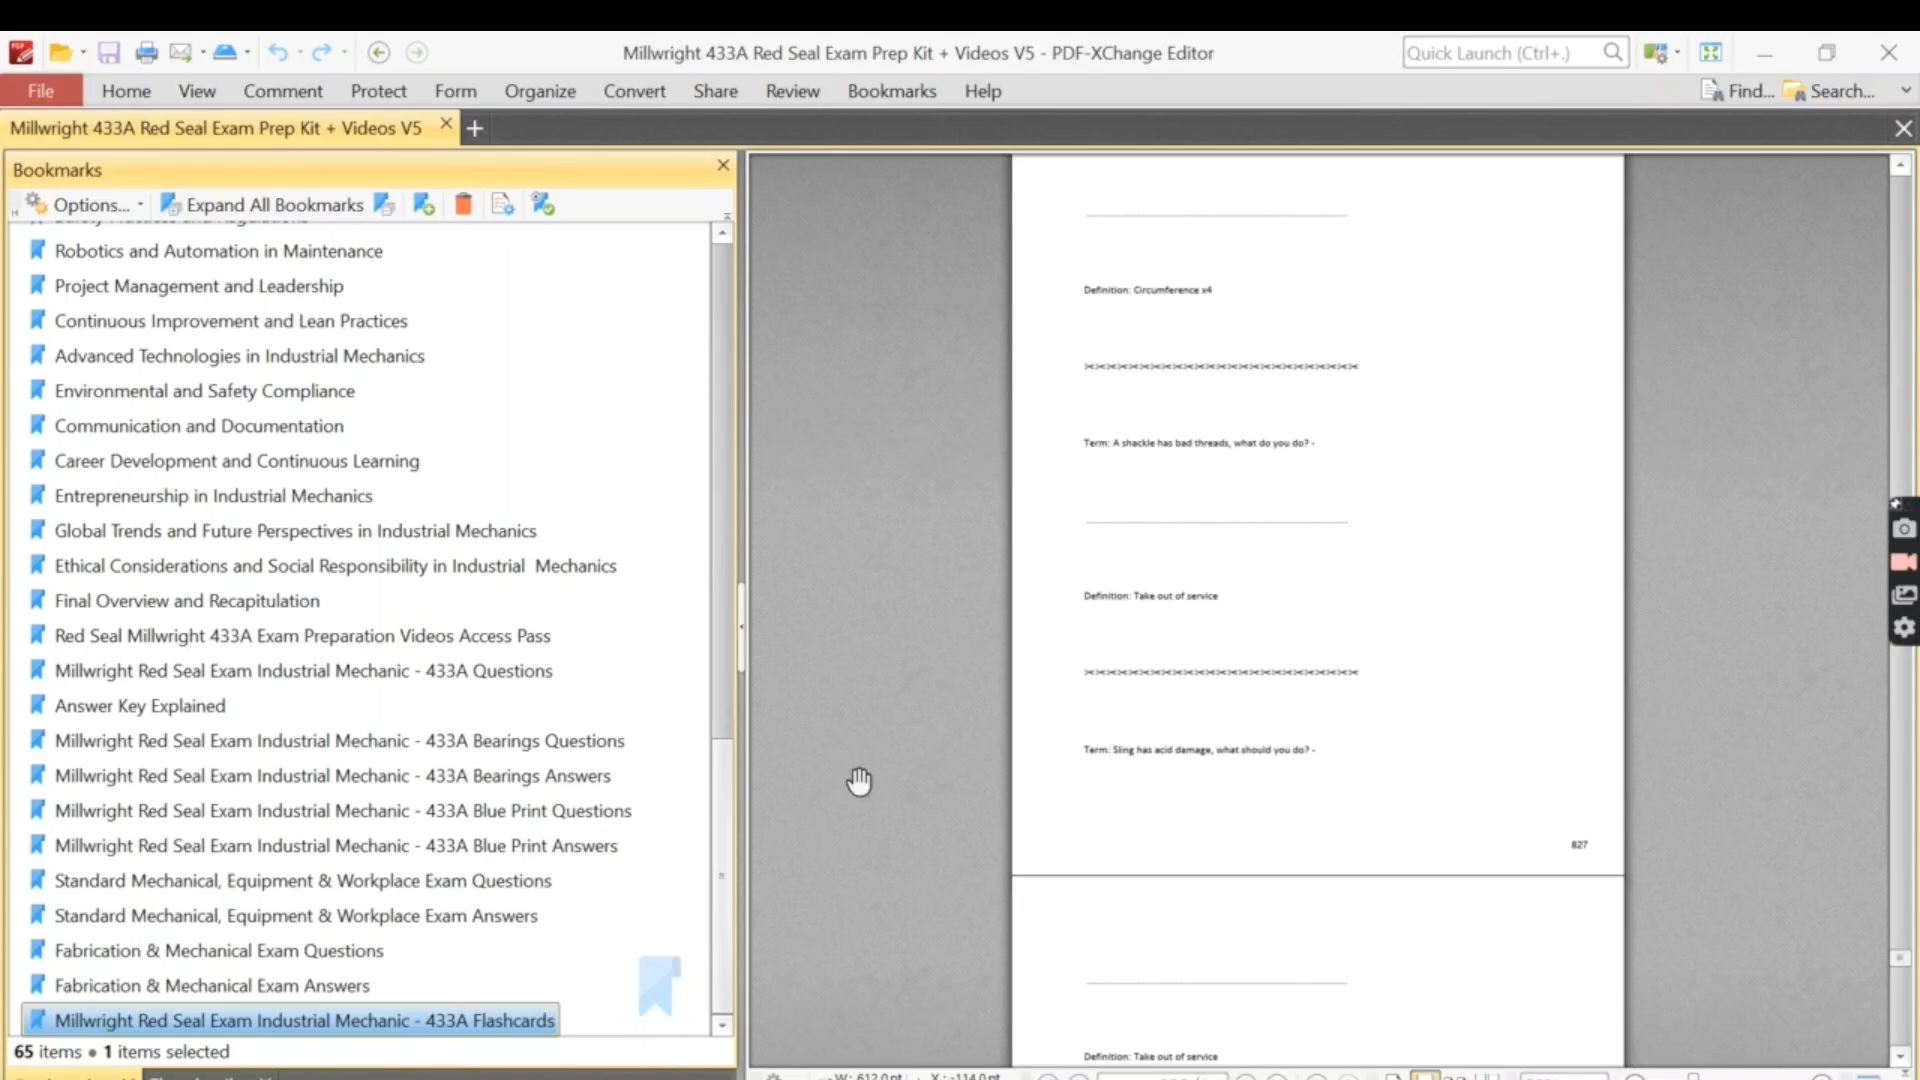 Millwright 433A Red Seal Exam Prep Kit + Videos V5 - PDF-XChange Editor
Quick Launch (Ctrl+.)
File Home View Comment Protect Form Organize Convert Share Review Bookmarks Help Find... Search...
Millwright 433A Red Seal Exam Prep Kit + Videos V5
Bookmarks
Options... Expand All Bookmarks
Robotics and Automation in Maintenance
Project Management and Leadership
Continuous Improvement and Lean Practices
Advanced Technologies in Industrial Mechanics
Environmental and Safety Compliance
Communication and Documentation
Career Development and Continuous Learning
Entrepreneurship in Industrial Mechanics
Global Trends and Future Perspectives in Industrial Mechanics
Ethical Considerations and Social Responsibility in Industrial Mechanics
Final Overview and Recapitulation
Red Seal Millwright 433A Exam Preparation Videos Access Pass
Millwright Red Seal Exam Industrial Mechanic - 433A Questions
Answer Key Explained
Millwright Red Seal Exam Industrial Mechanic - 433A Bearings Questions
Millwright Red Seal Exam Industrial Mechanic - 433A Bearings Answers
Millwright Red Seal Exam Industrial Mechanic - 433A Blue Print Questions
Millwright Red Seal Exam Industrial Mechanic - 433A Blue Print Answers
Standard Mechanical, Equipment & Workplace Exam Questions
Standard Mechanical, Equipment & Workplace Exam Answers
Fabrication & Mechanical Exam Questions
Fabrication & Mechanical Exam Answers
Millwright Red Seal Exam Industrial Mechanic - 433A Flashcards
65 items • 1 items selected
Definition: Circumference x4
Term: A shackle has bad threads, what do you do? -
Definition: Take out of service
Term: Sling has acid damage, what should you do? -
827
Definition: Take out of service